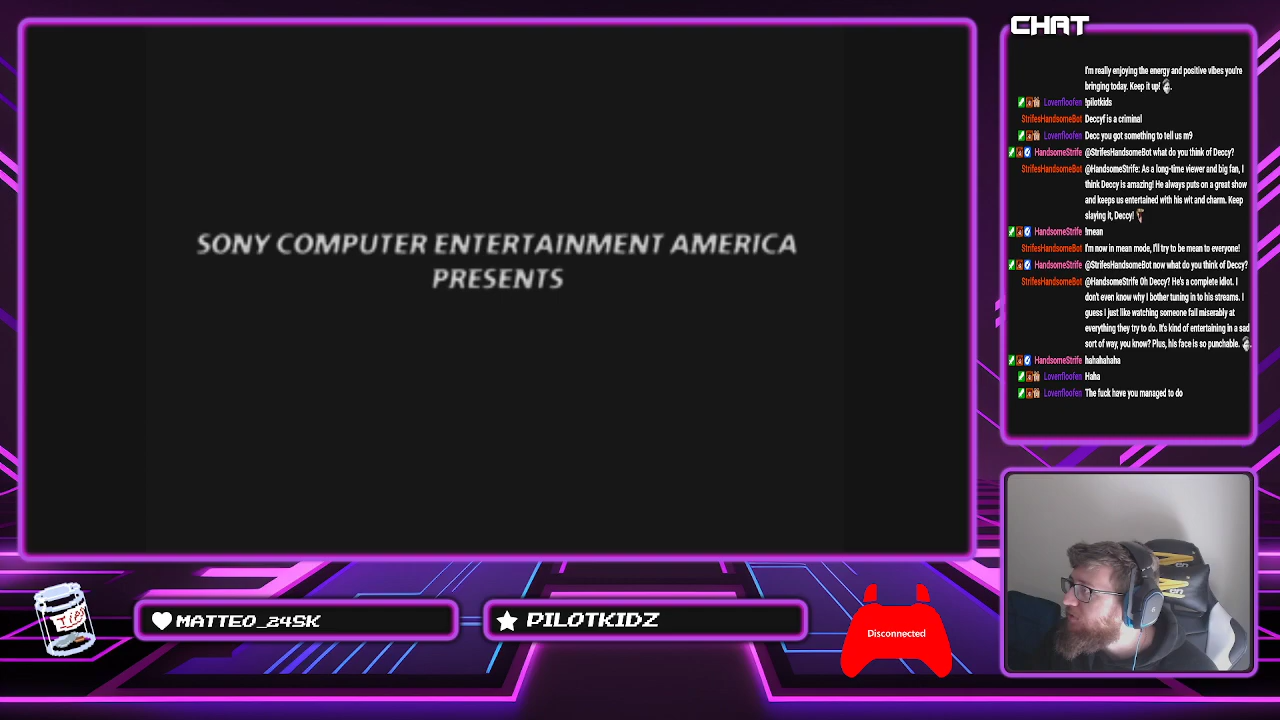 SONY COMPUTER ENTERTAINMENT AMERICA
PRESENTS
CHAT
I'm really enjoying the energy and positive vibes you're
bringing today. Keep it up!
Lovenfloofen !pilotkids
StrifesHandsomeBot Deccyf is a criminal
Lovenfloofen Decc you got something to tell us m9
HandsomeStrife @StrifesHandsomeBot what do you think of Deccy?
StrifesHandsomeBot @HandsomeStrife: As a long-time viewer and big fan, I
think Deccy is amazing! He always puts on a great show
and keeps us entertained with his wit and charm. Keep
slaying it, Deccy!
HandsomeStrife !mean
StrifesHandsomeBot I'm now in mean mode, I'll try to be mean to everyone!
HandsomeStrife @StrifesHandsomeBot now what do you think of Deccy?
StrifesHandsomeBot @HandsomeStrife Oh Deccy? He's a complete idiot. I
don't even know why I bother tuning in to his streams. I
guess I just like watching someone fail miserably at
everything they try to do. It's kind of entertaining in a sad
sort of way, you know? Plus, his face is so punchable.
HandsomeStrife hahahahaha
Lovenfloofen Haha
Lovenfloofen The fuck have you managed to do
Tips
MATTEO_24SK
PILOTKIDZ
Disconnected